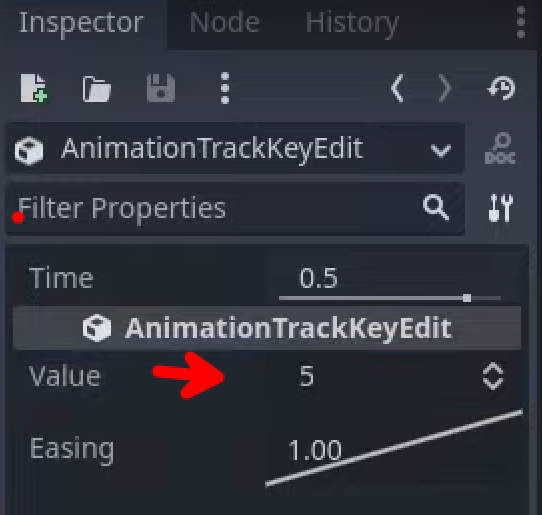 Inspector Node History
AnimationTrackKeyEdit
DOC
Filter Properties
Time 0.5
AnimationTrackKeyEdit
Value 5
Easing 1.00